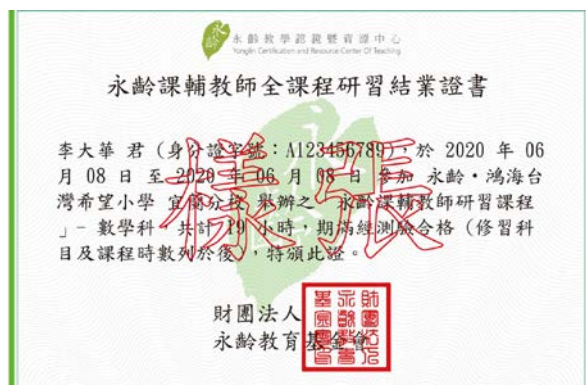 永齡教學認證暨資源中心
Yonglin Certification and Resource Center Of Teaching
永齡課輔教師全課程研習結業證書
李大華 君 (身分證字號：A123456789)，於 2020 年 06
月 08 日 至 2020 年 06 月 08 日 參加 永齡·鴻海台
灣希望小學 宜蘭分校 舉辦之 「永齡課輔教師研習課程
」- 數學科 共計 19 小時，期滿經測驗合格 (修習科
目及課程時數列於後)，特頒此證。
樣張
財團法人
永齡教育基金會